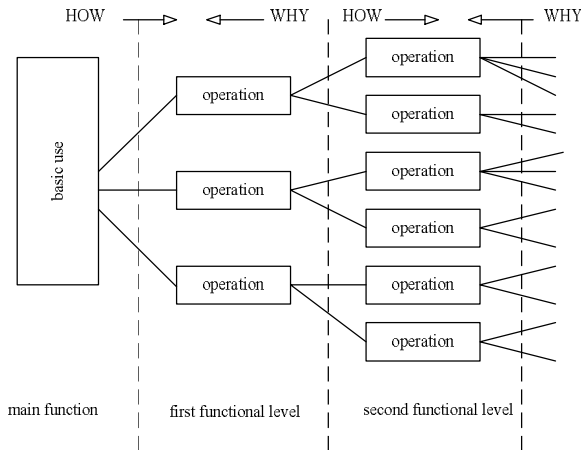 HOW
WHY
HOW
WHY
basic use
operation
operation
operation
operation
operation
operation
operation
operation
operation
main function
first functional level
second functional level